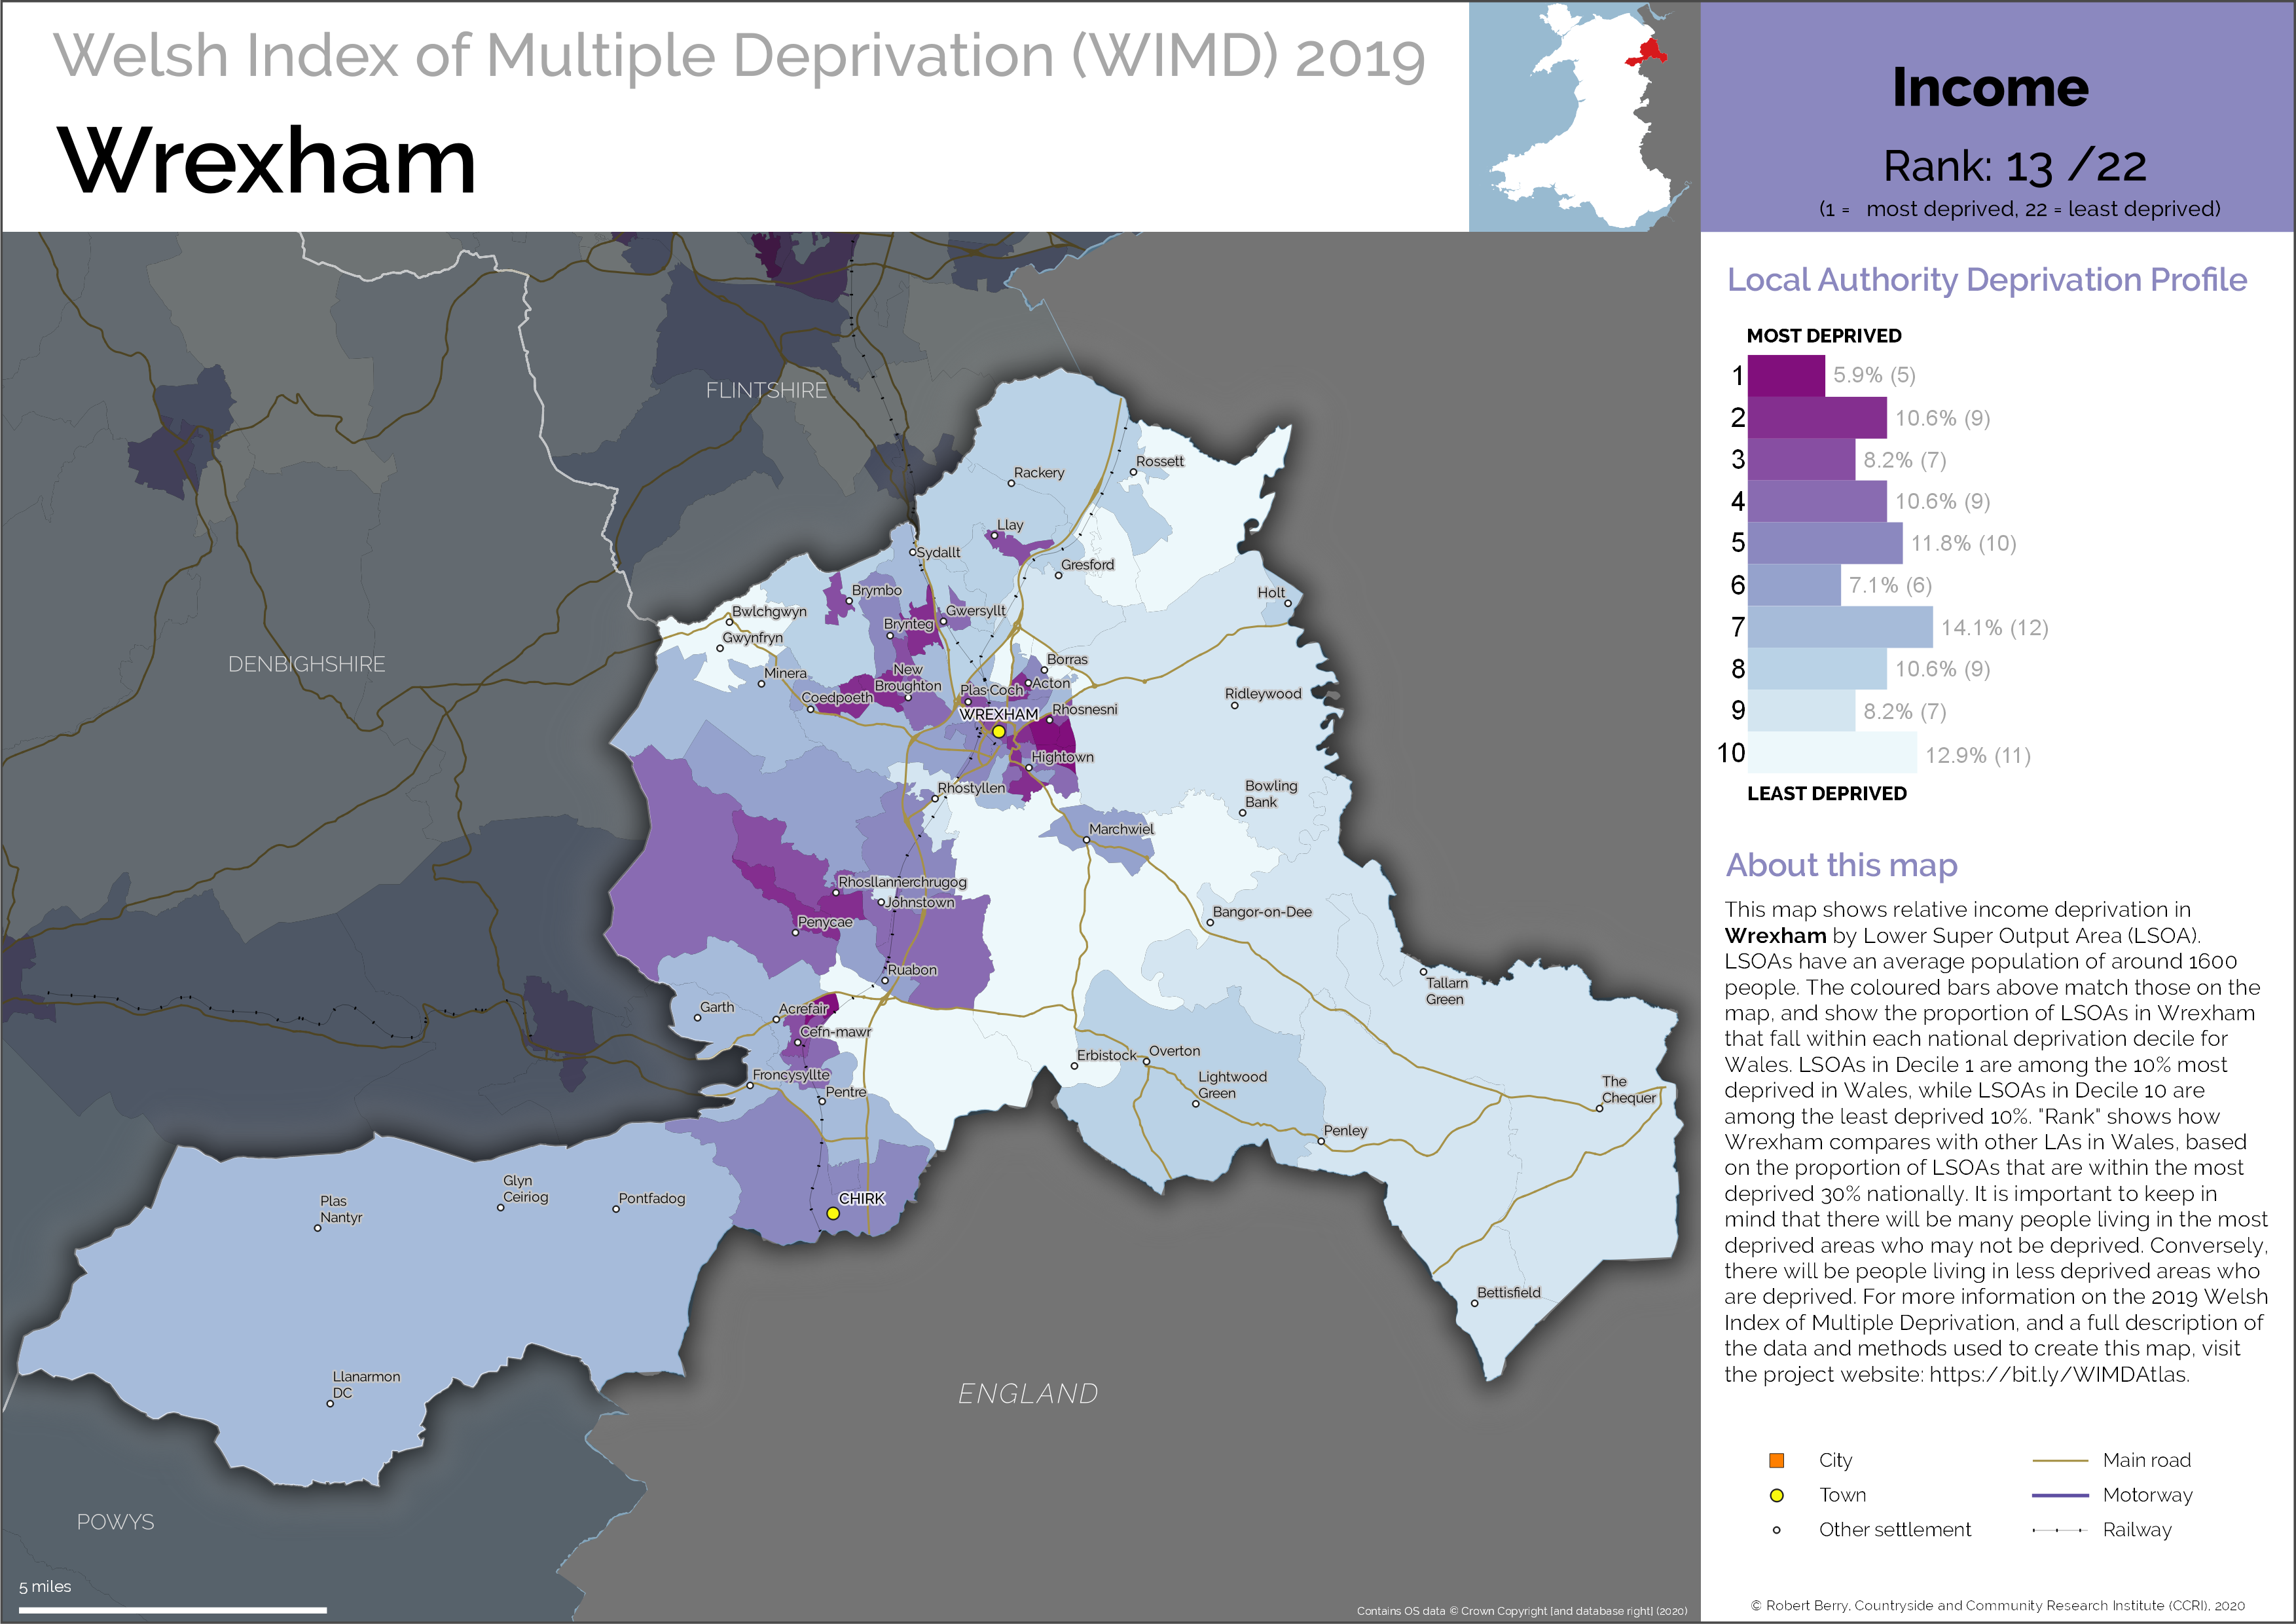 Welsh Index of Multiple Deprivation (WIMD) 2019
Wrexham
Income
Rank: 13 /22
(1 = most deprived, 22 = least deprived)
Local Authority Deprivation Profile
MOST DEPRIVED
1 5.9% (5)
2 10.6% (9)
3 8.2% (7)
4 10.6% (9)
5 11.8% (10)
6 7.1% (6)
7 14.1% (12)
8 10.6% (9)
9 8.2% (7)
10 12.9% (11)
LEAST DEPRIVED
About this map
This map shows relative income deprivation in
Wrexham by Lower Super Output Area (LSOA).
LSOAs have an average population of around 1600
people. The coloured bars above match those on the
map, and show the proportion of LSOAs in Wrexham
that fall within each national deprivation decile for
Wales. LSOAs in Decile 1 are among the 10% most
deprived in Wales, while LSOAs in Decile 10 are
among the least deprived 10%. "Rank" shows how
Wrexham compares with other LAs in Wales, based
on the proportion of LSOAs that are within the most
deprived 30% nationally. It is important to keep in
mind that there will be many people living in the most
deprived areas who may not be deprived. Conversely,
there will be people living in less deprived areas who
are deprived. For more information on the 2019 Welsh
Index of Multiple Deprivation, and a full description of
the data and methods used to create this map, visit
the project website: https://bit.ly/WIMDAtlas.
City
Town
Other settlement
Main road
Motorway
Railway
© Robert Berry, Countryside and Community Research Institute (CCRI), 2020
FLINTSHIRE
DENBIGHSHIRE
POWYS
ENGLAND
Rackery
Rossett
Llay
Sydallt
Gresford
Brymbo
Holt
Bwlchgwyn
Gwersyllt
Brynteg
Gwynfryn
Borras
Minera
New
Broughton
Acton
Plas Coch
Coedpoeth
Ridleywood
WREXHAM
Rhosnesni
Hightown
Rhostyllen
Bowling
Bank
Marchwiel
Rhosllannerchrugog
Johnstown
Penycae
Bangor-on-Dee
Ruabon
Tallarn
Green
Garth
Acrefair
Cefn-mawr
Erbistock
Overton
Froncysyllte
Lightwood
Green
Pentre
The
Chequer
Penley
Glyn
Ceiriog
Plas
Nantyr
Pontfadog
CHIRK
Bettisfield
Llanarmon
DC
5 miles
Contains OS data © Crown Copyright [and database right] (2020)